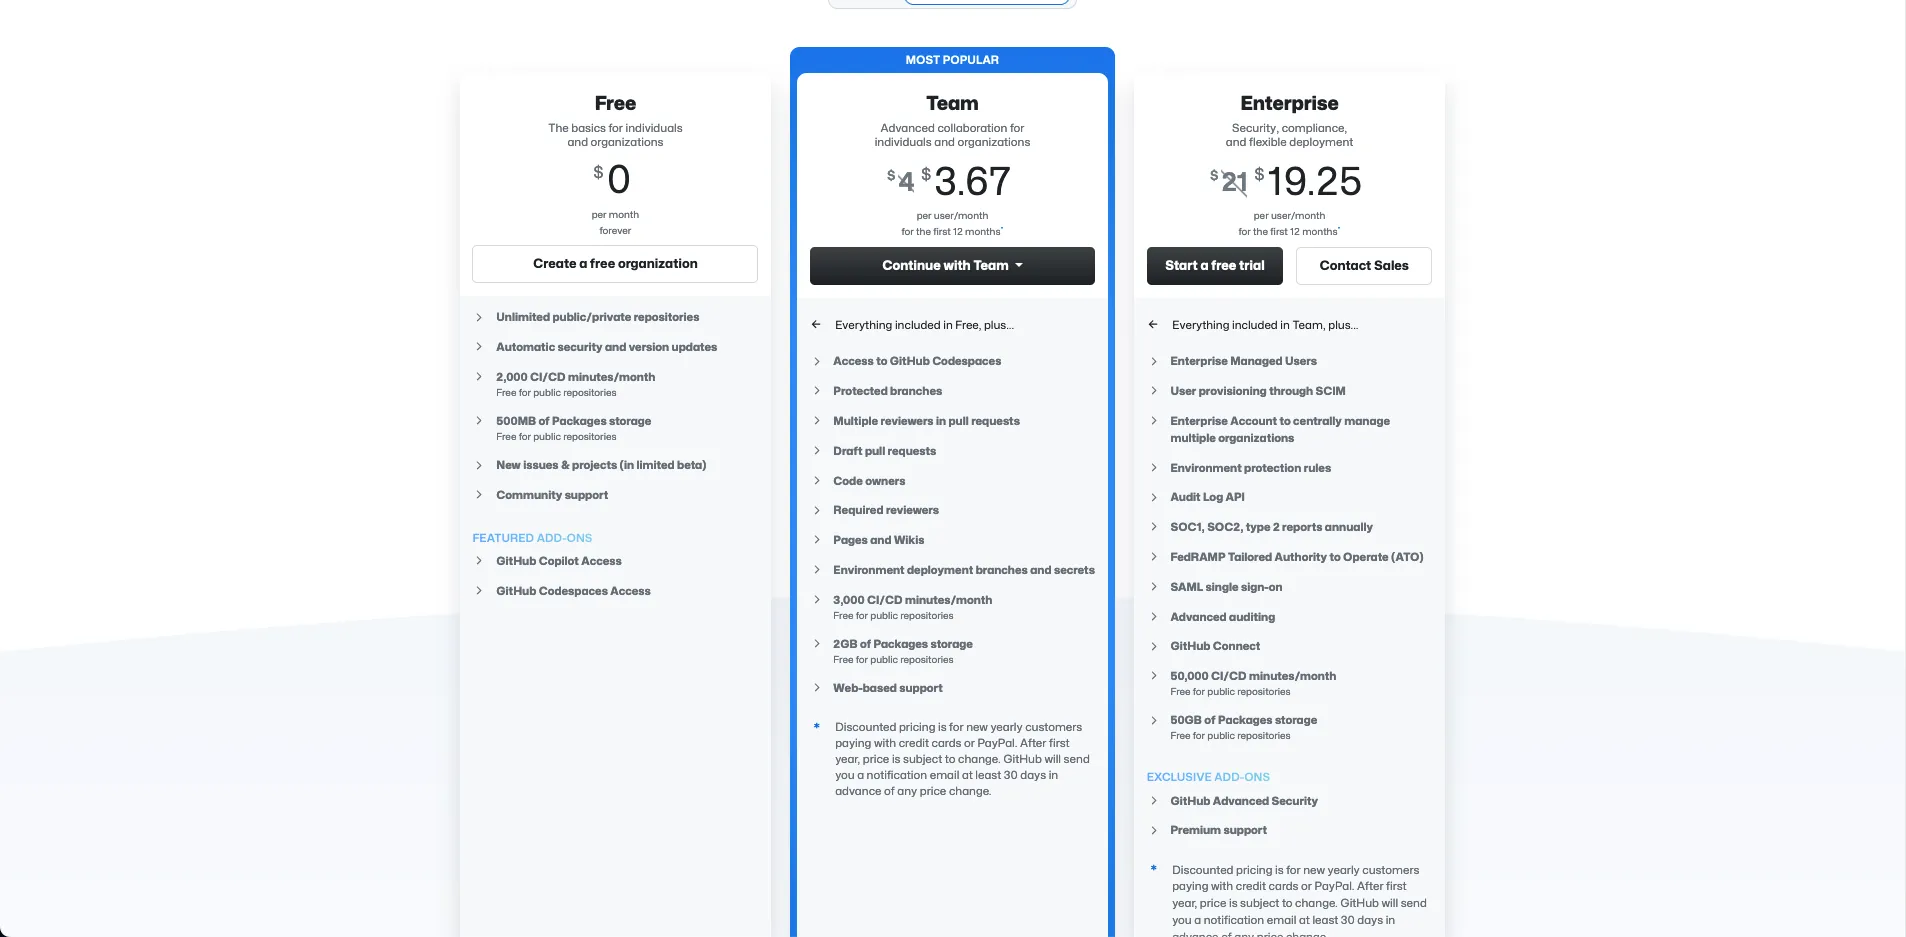 MOST POPULAR
Free
The basics for individuals
and organizations
$0
per month
forever
Create a free organization
Unlimited public/private repositories
Automatic security and version updates
2,000 CI/CD minutes/month
Free for public repositories
500MB of Packages storage
Free for public repositories
New issues & projects (in limited beta)
Community support
FEATURED ADD-ONS
GitHub Copilot Access
GitHub Codespaces Access
Team
Advanced collaboration for
individuals and organizations
$4 $3.67
per user/month
for the first 12 months*
Continue with Team
Everything included in Free, plus...
Access to GitHub Codespaces
Protected branches
Multiple reviewers in pull requests
Draft pull requests
Code owners
Required reviewers
Pages and Wikis
Environment deployment branches and secrets
3,000 CI/CD minutes/month
Free for public repositories
2GB of Packages storage
Free for public repositories
Web-based support
* Discounted pricing is for new yearly customers
paying with credit cards or PayPal. After first
year, price is subject to change. GitHub will send
you a notification email at least 30 days in
advance of any price change.
Enterprise
Security, compliance,
and flexible deployment
$21 $19.25
per user/month
for the first 12 months*
Start a free trial
Contact Sales
Everything included in Team, plus...
Enterprise Managed Users
User provisioning through SCIM
Enterprise Account to centrally manage
multiple organizations
Environment protection rules
Audit Log API
SOC1, SOC2, type 2 reports annually
FedRAMP Tailored Authority to Operate (ATO)
SAML single sign-on
Advanced auditing
GitHub Connect
50,000 CI/CD minutes/month
Free for public repositories
50GB of Packages storage
Free for public repositories
EXCLUSIVE ADD-ONS
GitHub Advanced Security
Premium support
* Discounted pricing is for new yearly customers
paying with credit cards or PayPal. After first
year, price is subject to change. GitHub will send
you a notification email at least 30 days in
advance of any price change.